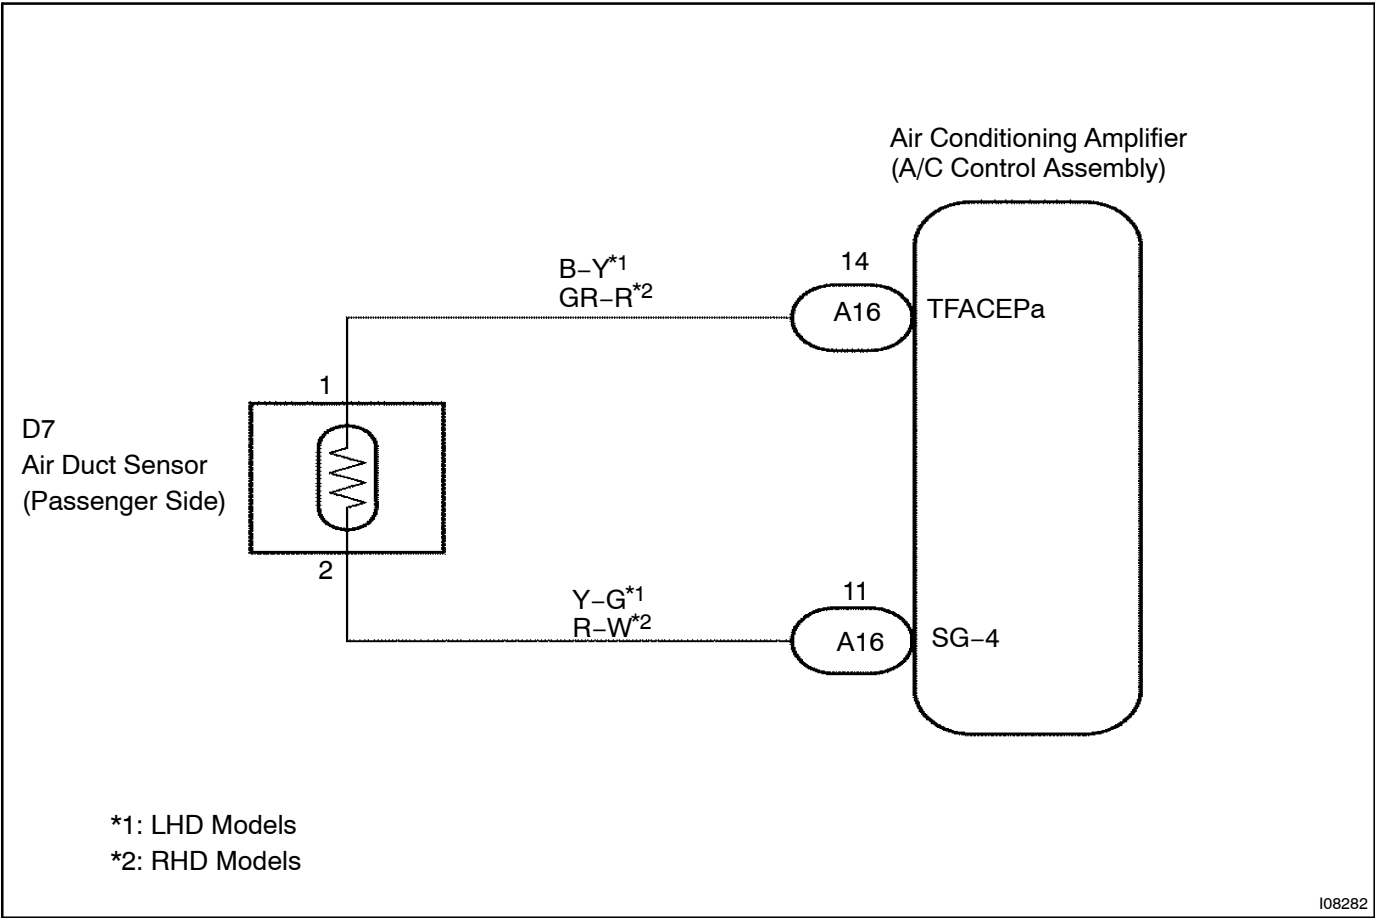 Air Conditioning Amplifier
(A/C Control Assembly)
14
B–Y*1
GR–R*2
A16
TFACEPa
1
D7
Air Duct Sensor
(Passenger Side)
2
11
Y–G*1
R–W*2
A16
SG–4
*1: LHD Models
*2: RHD Models
I08282